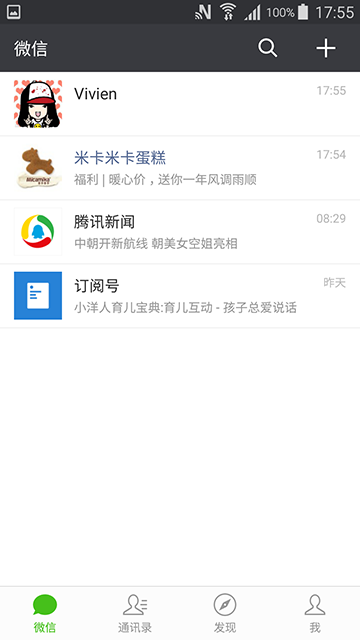 100% 17:55
微信
Vivien 17:55
米卡米卡蛋糕 17:54
福利 | 暖心价，送你一年风调雨顺
腾讯新闻 08:29
中朝开新航线 朝美女空姐亮相
订阅号 昨天
小洋人育儿宝典:育儿互动 - 孩子总爱说话
微信 通讯录 发现 我